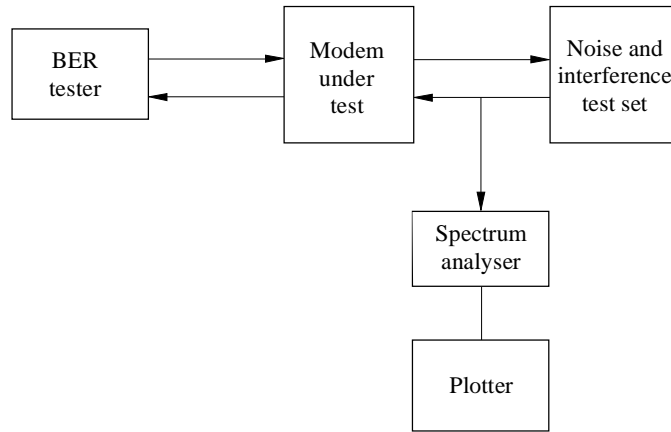 BER
tester
Modem
under
test
Noise and
interference
test set
Spectrum
analyser
Plotter